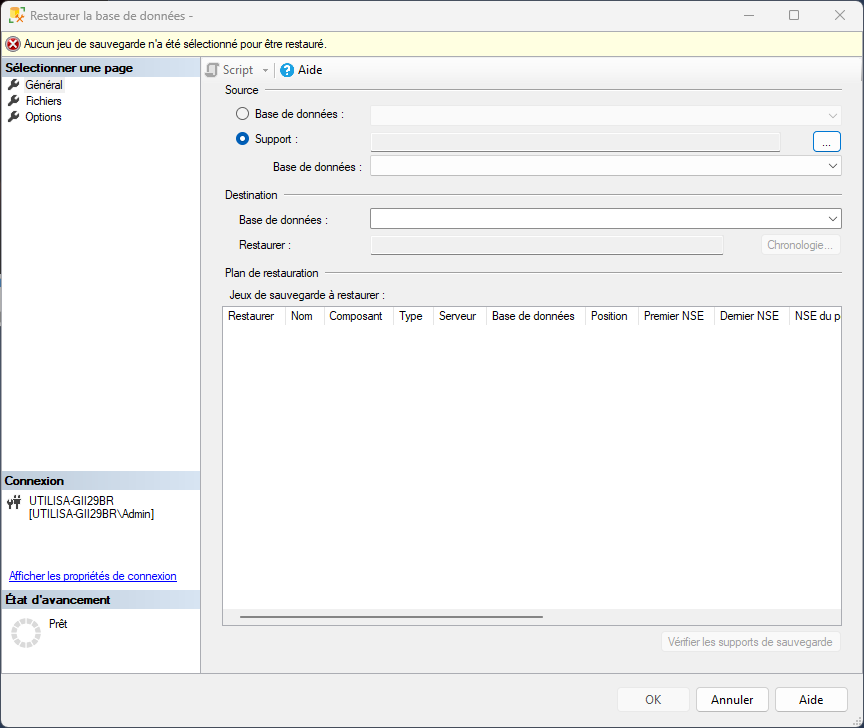 Restaurer la base de données -
Aucun jeu de sauvegarde n'a été sélectionné pour être restauré.
Sélectionner une page
Général
Fichiers
Options
Script
Aide
Source
Base de données :
Support :
...
Base de données :
Destination
Base de données :
Restaurer :
Chronologie...
Plan de restauration
Jeux de sauvegarde à restaurer :
Restaurer Nom Composant Type Serveur Base de données Position Premier NSE Dernier NSE NSE du p
Connexion
UTILISA-GII29BR
[UTILISA-GII29BR\Admin]
Afficher les propriétés de connexion
État d'avancement
Prêt
Vérifier les supports de sauvegarde
OK Annuler Aide